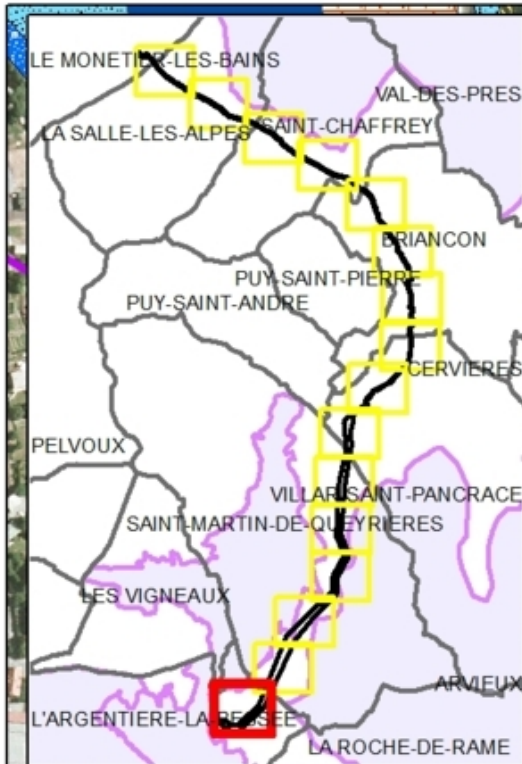 LE MONETIER-LES-BAINS
VAL-DES-PRES
LA SALLE-LES-ALPES
SAINT-CHAFFREY
BRIANCON
PUY-SAINT-PIERRE
PUY-SAINT-ANDRE
CERVIERES
PELVOUX
VILLAR-SAINT-PANCRACE
SAINT-MARTIN-DE-QUEYRIERES
LES VIGNEAUX
ARVIEUX
L'ARGENTIERE-LA-BESSEE
LA ROCHE-DE-RAME